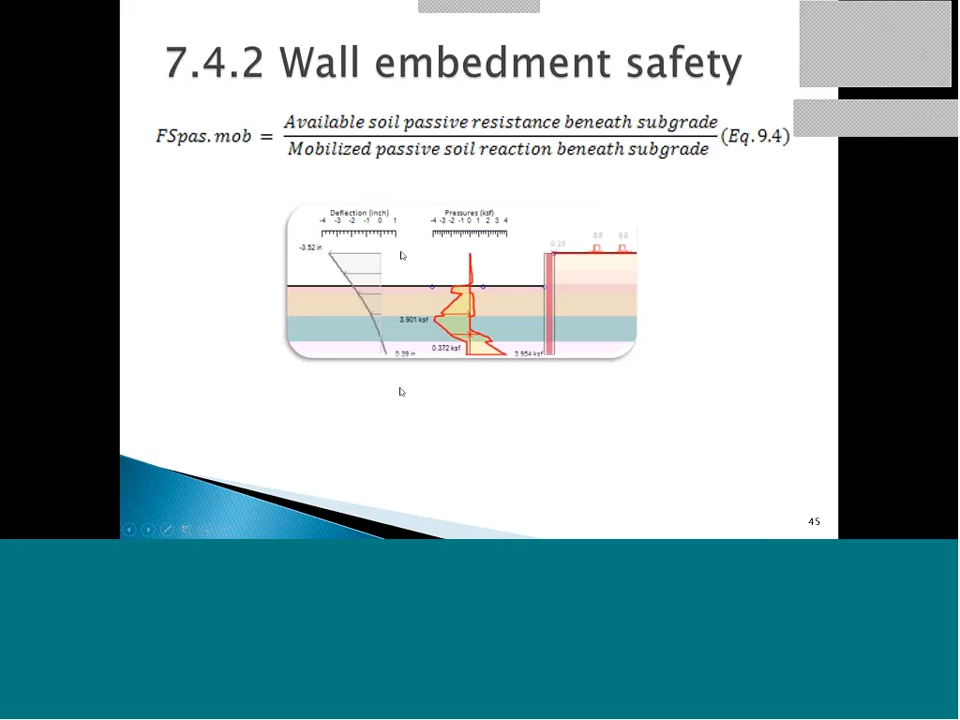 7.4.2 Wall embedment safety
FSpas.mob = Available soil passive resistance beneath subgrade / Mobilized passive soil reaction beneath subgrade (Eq. 9.4)
Deflection (inch)
-4 -3 -2 -1 0 1
Pressures (ksf)
-4 -3 -2 -1 0 1 2 3 4
-3.52 in
0.25
3.901 ksf
0.372 ksf
0.39 in
3.954 ksf
45